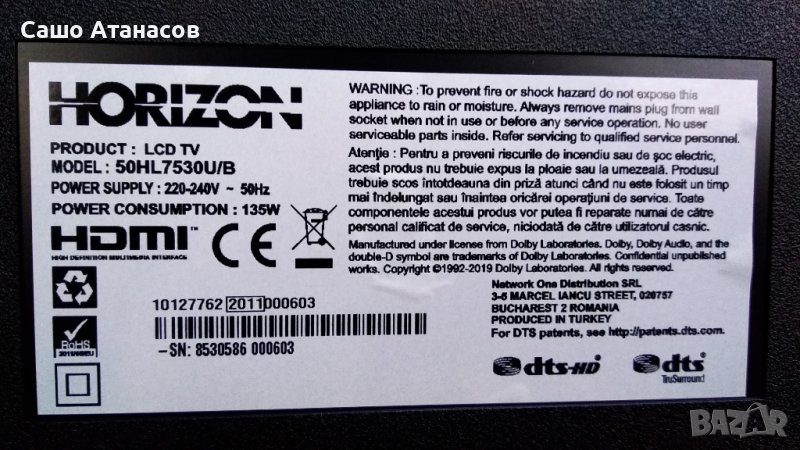 Сашо Атанасов
HORIZON
PRODUCT : LCD TV
MODEL : 50HL7530U/B
POWER SUPPLY : 220-240V ~ 50Hz
POWER CONSUMPTION : 135W
HDMI
HIGH DEFINITION MULTIMEDIA INTERFACE
CE
RoHS
2011/65/EU
10127762 2011 000603
-SN: 8530586 000603
WARNING :To prevent fire or shock hazard do not expose this
appliance to rain or moisture. Always remove mains plug from wall
socket when not in use or before any service operation. No user
serviceable parts inside. Refer servicing to qualified service personnel.
Atenţie : Pentru a preveni riscurile de incendiu sau de şoc electric,
acest produs nu trebuie expus la ploaie sau la umezeală. Produsul
trebuie scos întotdeauna din priză atunci când nu este folosit un timp
mai îndelungat sau înaintea oricărei operaţiuni de service. Toate
componentele acestui produs vor putea fi reparate numai de către
personal calificat de service, niciodată de către utilizatorul casnic.
Manufactured under license from Dolby Laboratories. Dolby, Dolby Audio, and the
double-D symbol are trademarks of Dolby Laboratories. Confidential unpublished
works. Copyright ©1992-2019 Dolby Laboratories. All rights reserved.
Network One Distribution SRL
3-5 MARCEL IANCU STREET, 020757
BUCHAREST 2 ROMANIA
PRODUCED IN TURKEY
For DTS patents, see http://patents.dts.com.
dts-HD
dts
TruSurround
BAZAR